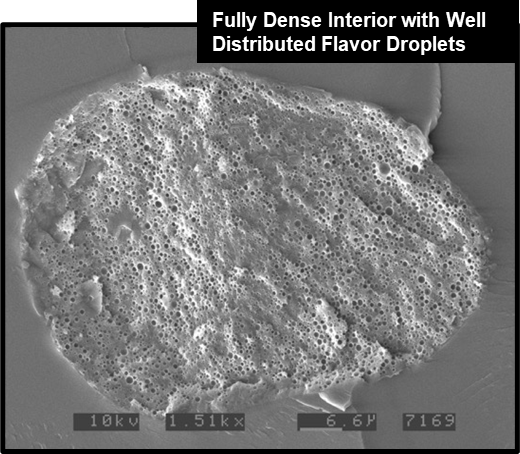 Fully Dense Interior with Well
Distributed Flavor Droplets
10kv 1.51kx 6.6μ 7169